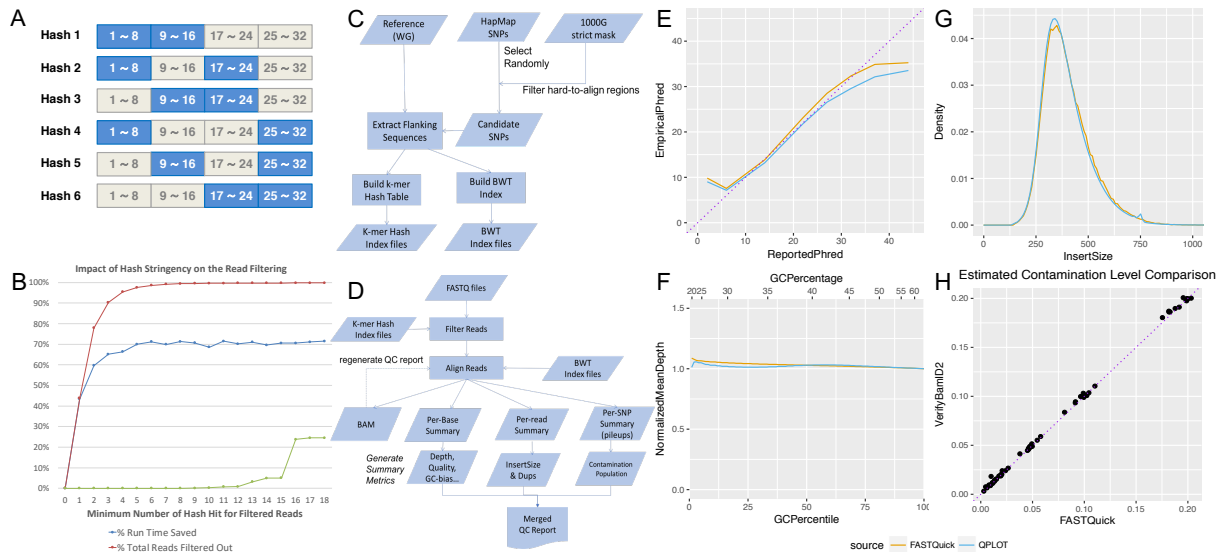 A
Hash 1 1 ~ 8 9 ~ 16 17 ~ 24 25 ~ 32
Hash 2 1 ~ 8 9 ~ 16 17 ~ 24 25 ~ 32
Hash 3 1 ~ 8 9 ~ 16 17 ~ 24 25 ~ 32
Hash 4 1 ~ 8 9 ~ 16 17 ~ 24 25 ~ 32
Hash 5 1 ~ 8 9 ~ 16 17 ~ 24 25 ~ 32
Hash 6 1 ~ 8 9 ~ 16 17 ~ 24 25 ~ 32
B
Impact of Hash Stringency on the Read Filtering
100%
90%
80%
70%
60%
50%
40%
30%
20%
10%
0%
0 1 2 3 4 5 6 7 8 9 10 11 12 13 14 15 16 17 18
Minimum Number of Hash Hit for Filtered Reads
% Run Time Saved
% Total Reads Filtered Out
C
Reference
(WG)
HapMap
SNPs
1000G
strict mask
Select
Randomly
Filter hard-to-align regions
Extract Flanking
Sequences
Candidate
SNPs
Build k-mer
Hash Table
Build BWT
Index
K-mer Hash
Index files
BWT
Index files
D
FASTQ files
K-mer Hash
Index files
Filter Reads
regenerate QC report
Align Reads
BWT
Index files
BAM
Per-Base
Summary
Per-read
Summary
Per-SNP
Summary
(pileups)
Generate
Summary
Metrics
Depth,
Quality,
GC-bias...
InsertSize
& Dups
Contamination
Population
Merged
QC Report
E
EmpiricalPhred
40
30
20
10
0
0 10 20 30 40
ReportedPhred
F
GCPercentage
2025 30 40 45 50 55 60
NormalizedMeanDepth
1.5
1.0
0.5
0.0
0 25 50 75 100
GCPercentile
G
Density
0.04
0.03
0.02
0.01
0.00
0 250 500 750 1000
InsertSize
H
Estimated Contamination Level Comparison
VerifyBamID2
0.20
0.15
0.10
0.05
0.00
0.00 0.05 0.10 0.15 0.20
FASTQuick
source FASTQuick QPLOT